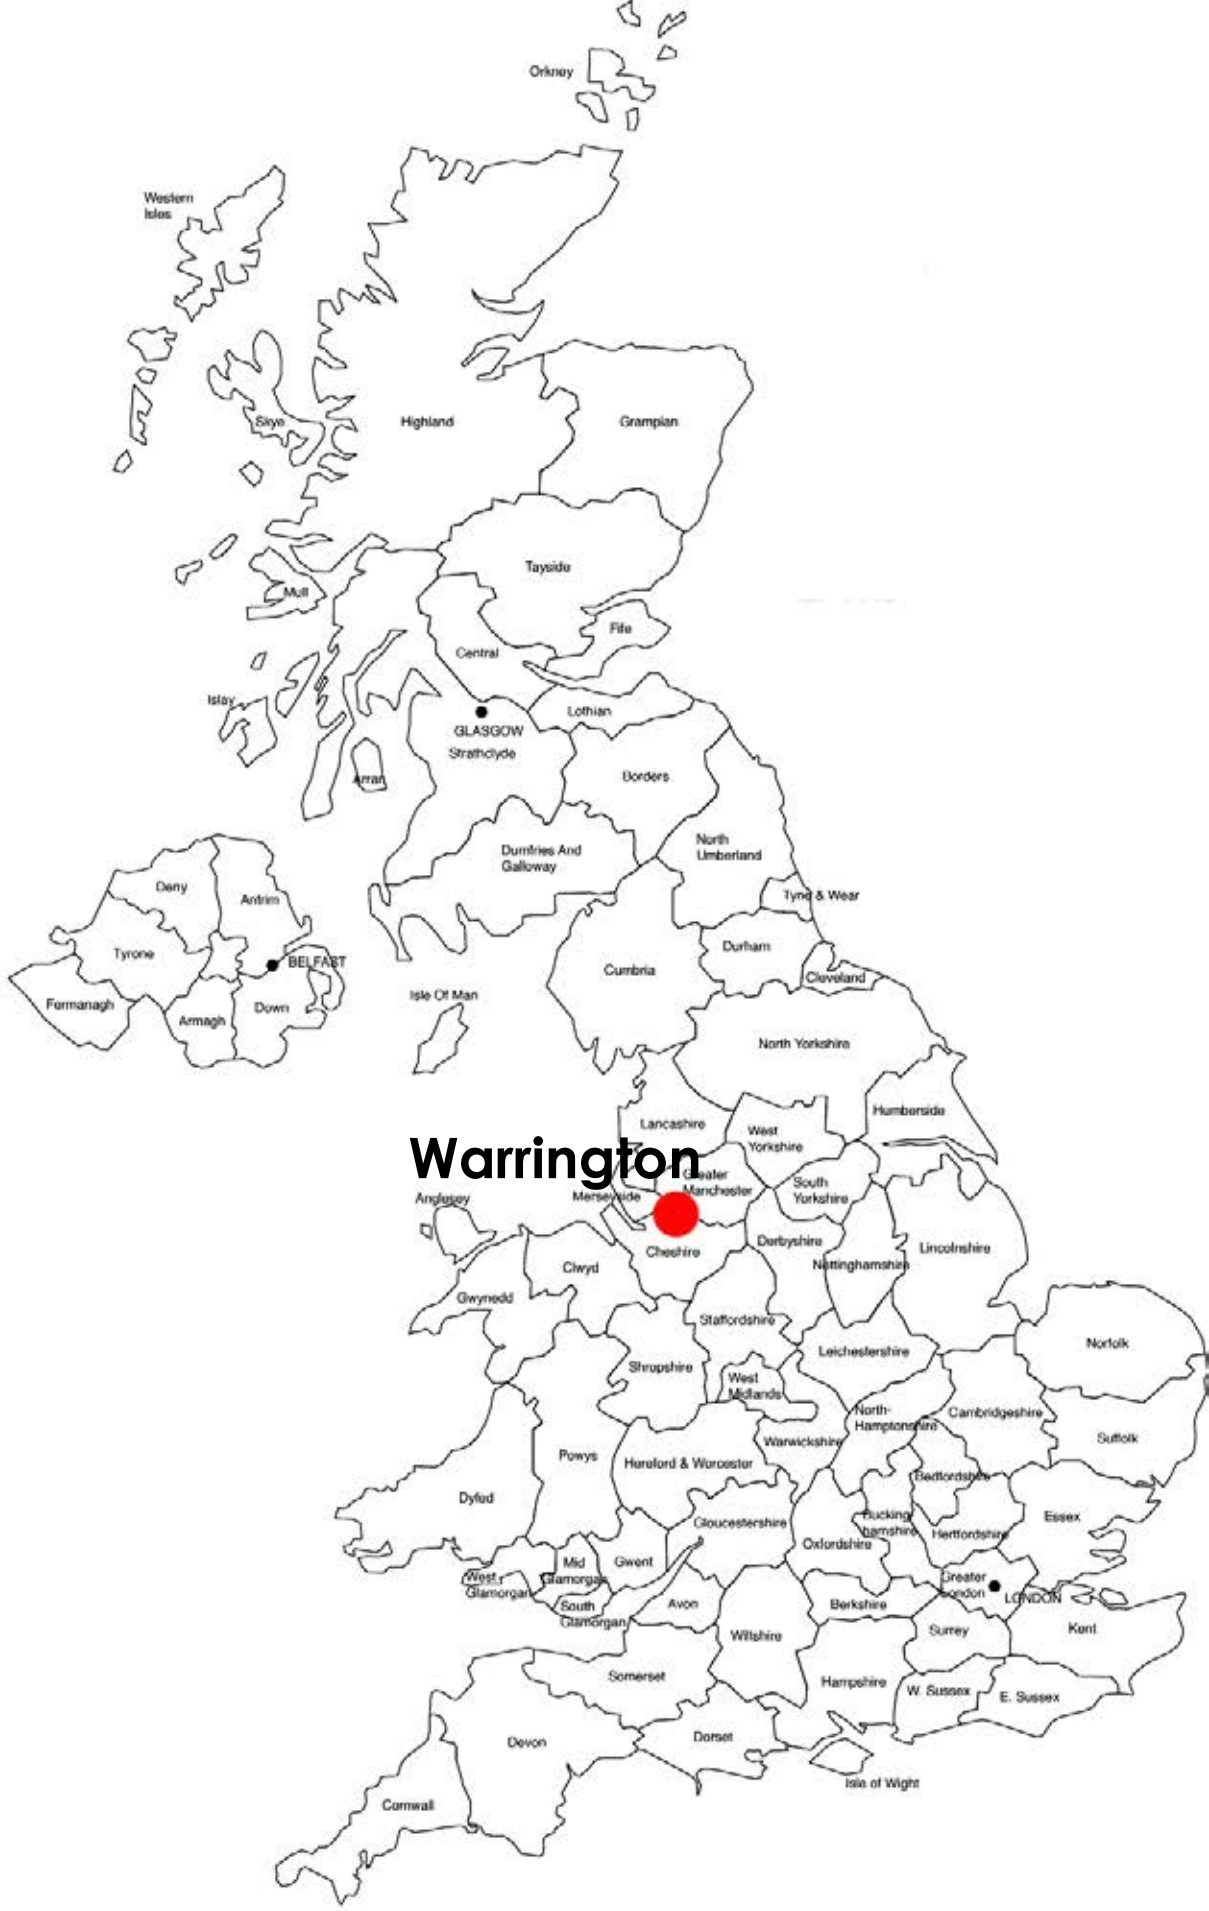 Orkney
Western
Isles
Skye
Highland
Grampian
Tayside
Mull
Fife
Central
Islay
Lothian
GLASGOW
Strathclyde
Arran
Borders
North
Umberland
Dumfries And
Galloway
Tyne & Wear
Deny
Antrim
Tyrone
BELFAST
Fermanagh
Armagh
Down
Durham
Cumbria
Cleveland
Isle Of Man
North Yorkshire
Humberside
Lancashire
West
Yorkshire
Warrington
Greater
Manchester
South
Yorkshire
Merseyside
Anglesey
Cheshire
Derbyshire
Nottinghamshire
Lincolnshire
Clwyd
Gwynedd
Staffordshire
Leichestershire
Norfolk
Shropshire
West
Midlands
North-
Hamptonshire
Cambridgeshire
Suffolk
Warwickshire
Powys
Hereford & Worcester
Bedfordshire
Dyfed
Gloucestershire
Bucking
hamshire
Hertfordshire
Essex
Oxfordshire
Mid
Glamorgan
Gwent
West
Glamorgan
South
Glamorgan
Avon
Berkshire
Greater
London
LONDON
Wiltshire
Surrey
Kent
Somerset
Hampshire
W. Sussex
E. Sussex
Devon
Dorset
Isle of Wight
Cornwall